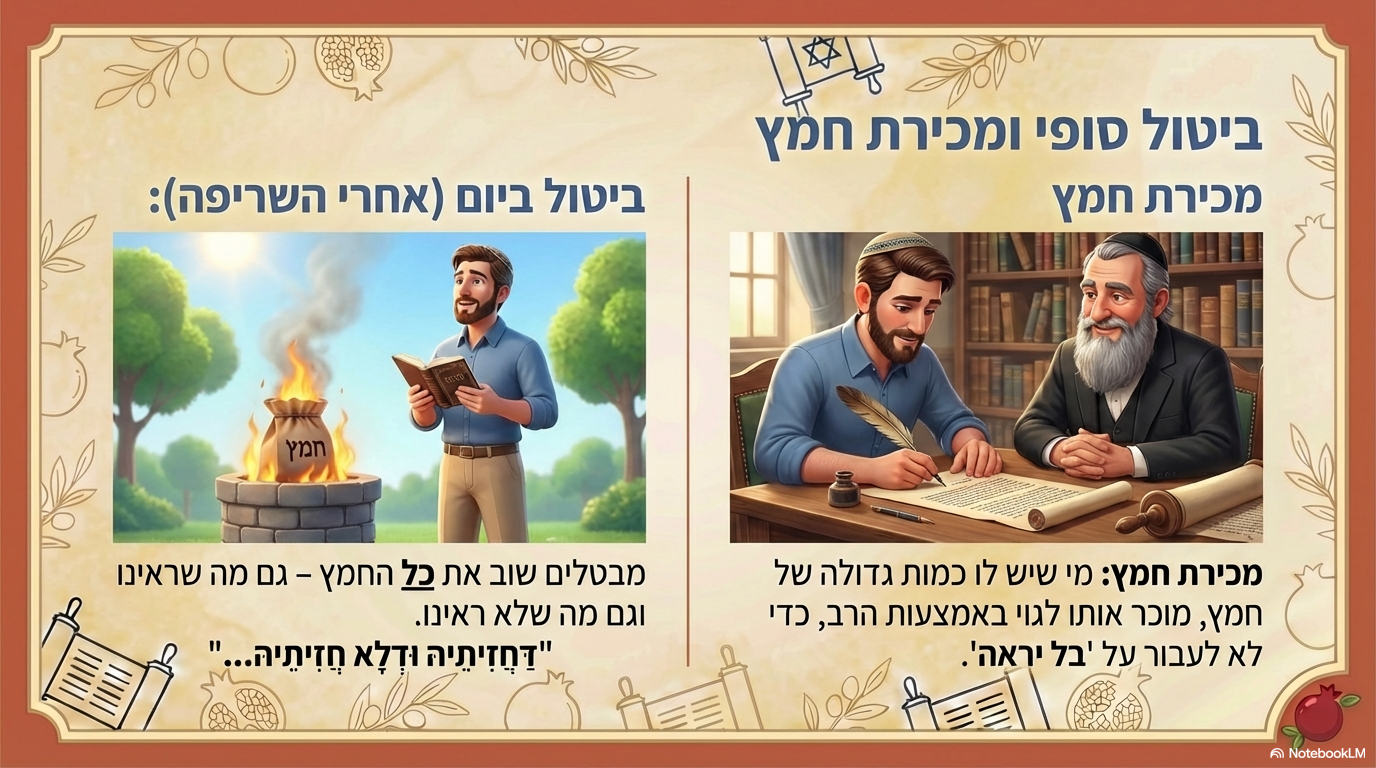 ביטול סופי ומכירת חמץ
מכירת חמץ
מכירת חמץ: מי שיש לו כמות גדולה של
חמץ, מוכר אותו לגוי באמצעות הרב, כדי
לא לעבור על 'בל יראה'.
ביטול ביום (אחרי השריפה):
חמץ
מבטלים שוב את כל החמץ – גם מה שראינו
וגם מה שלא ראינו.
"דַּחֲזִיתֵיהּ וּדְלָא חֲזִיתֵיהּ..."
NotebookLM